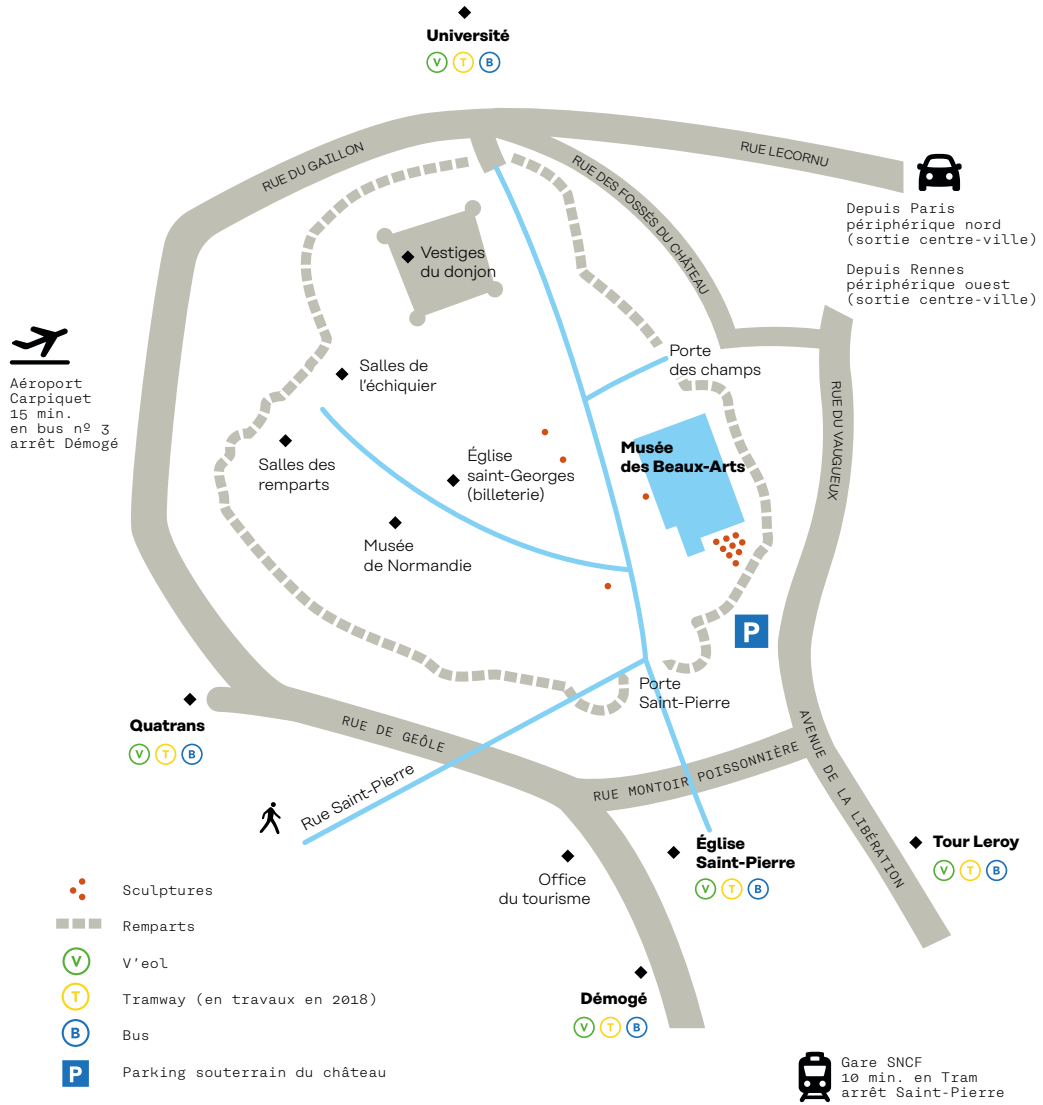 Université
V T B
RUE DU GAILLON
RUE LECORNU
RUE DES FOSSÉS DU CHÂTEAU
Depuis Paris
périphérique nord
(sortie centre-ville)
Depuis Rennes
périphérique ouest
(sortie centre-ville)
Vestiges
du donjon
Aéroport
Carpiquet
15 min.
en bus nº 3
arrêt Démogé
Salles de
l'échiquier
Porte
des champs
RUE DU VAUGUEUX
Musée
des Beaux-Arts
Salles des
remparts
Église
saint-Georges
(billeterie)
Musée
de Normandie
P
Porte
Saint-Pierre
Quatrans
V T B
RUE DE GEÔLE
RUE MONTOIR POISSONNIÈRE
AVENUE DE LA LIBÉRATION
Rue Saint-Pierre
Église
Saint-Pierre
V T B
Tour Leroy
V T B
Office
du tourisme
Démogé
V T B
Sculptures
Remparts
V V'eol
T Tramway (en travaux en 2018)
B Bus
P Parking souterrain du château
Gare SNCF
10 min. en Tram
arrêt Saint-Pierre